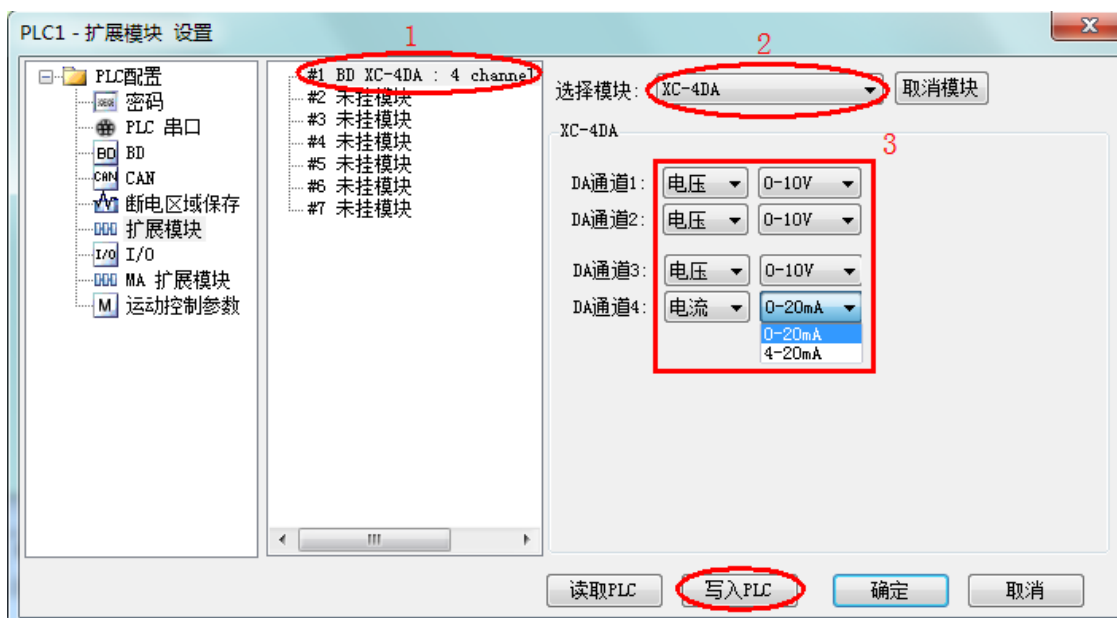 PLC1 - 扩展模块 设置
1
2
PLC配置
密码
PLC 串口
BD BD
CAN CAN
断电区域保存
扩展模块
I/O I/O
MA 扩展模块
M 运动控制参数
#1 BD XC-4DA : 4 channel
#2 未挂模块
#3 未挂模块
#4 未挂模块
#5 未挂模块
#6 未挂模块
#7 未挂模块
选择模块: XC-4DA 取消模块
XC-4DA
3
DA通道1: 电压 0-10V
DA通道2: 电压 0-10V
DA通道3: 电压 0-10V
DA通道4: 电流 0-20mA
0-20mA
4-20mA
读取PLC 写入PLC 确定 取消